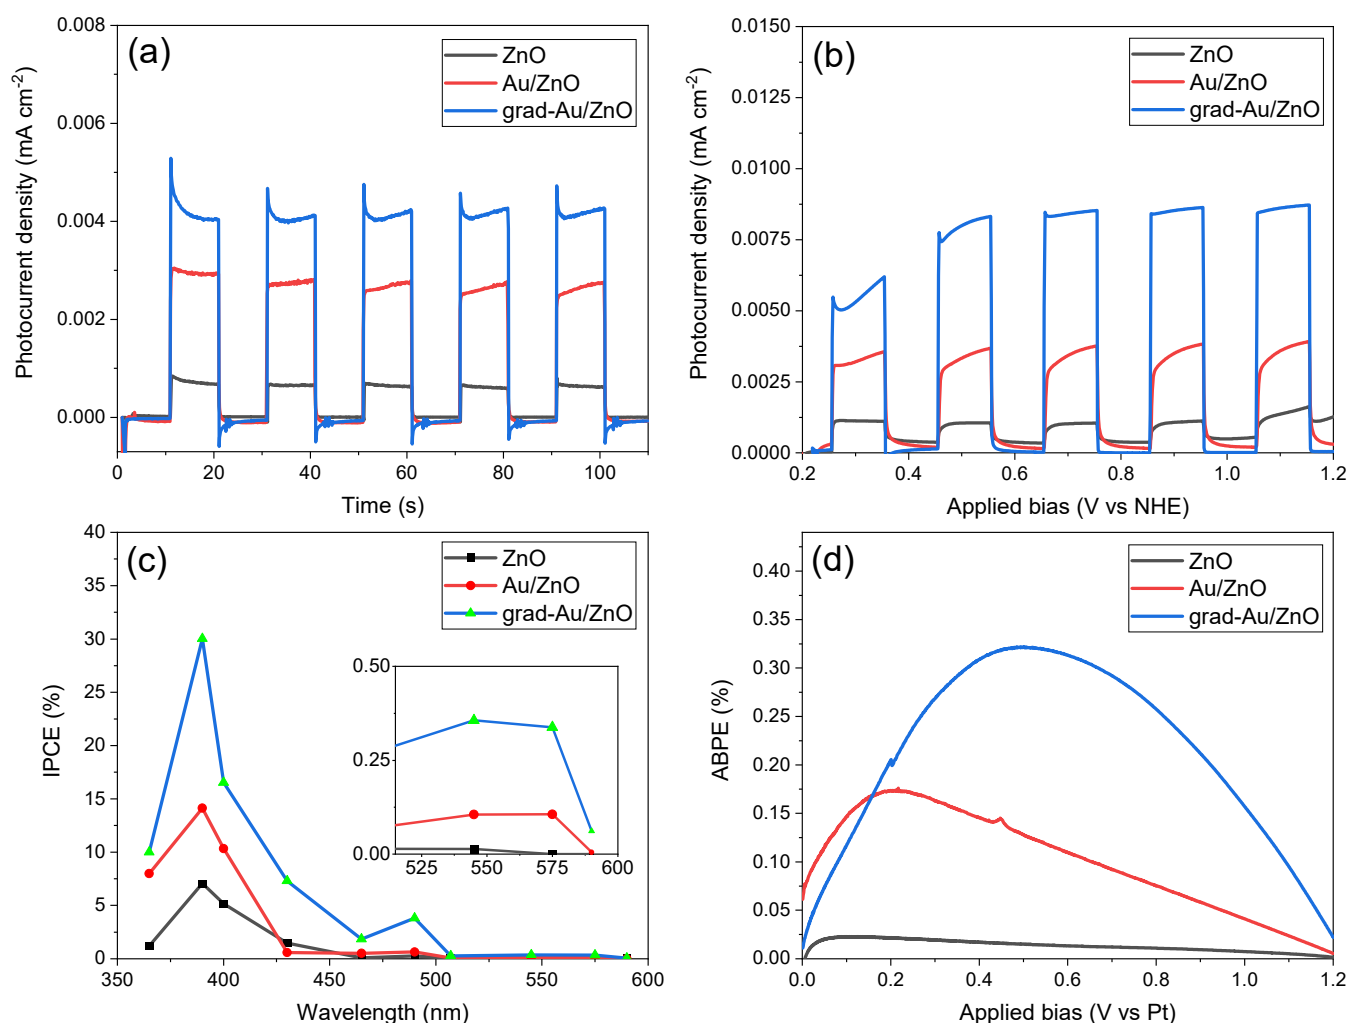 (a)
ZnO
Au/ZnO
grad-Au/ZnO
0.008
0.006
0.004
0.002
0.000
0
20
40
60
80
100
Time (s)
Photocurrent density (mA cm-2)
(b)
ZnO
Au/ZnO
grad-Au/ZnO
0.0150
0.0125
0.0100
0.0075
0.0050
0.0025
0.0000
0.2
0.4
0.6
0.8
1.0
1.2
Applied bias (V vs NHE)
Photocurrent density (mA cm-2)
(c)
ZnO
Au/ZnO
grad-Au/ZnO
40
35
30
25
20
15
10
5
0
350
400
450
500
550
600
Wavelength (nm)
IPCE (%)
0.50
0.25
0.00
525
550
575
600
(d)
ZnO
Au/ZnO
grad-Au/ZnO
0.40
0.35
0.30
0.25
0.20
0.15
0.10
0.05
0
0.0
0.2
0.4
0.6
0.8
1.0
1.2
Applied bias (V vs Pt)
ABPE (%)